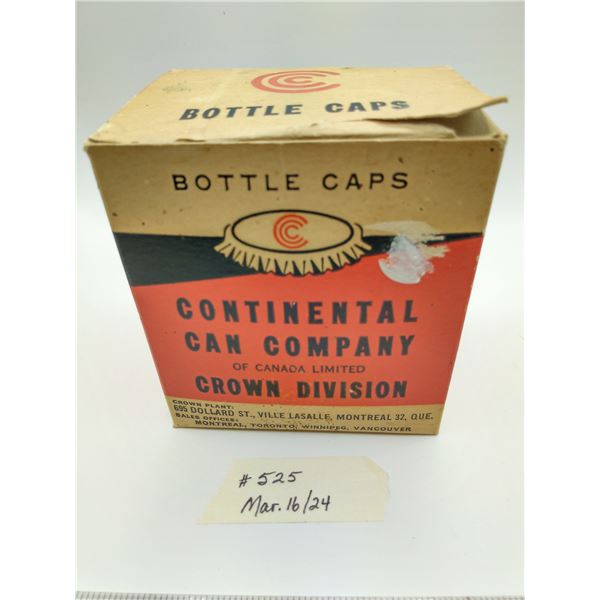 BOTTLE CAPS
BOTTLE CAPS
CONTINENTAL
CAN COMPANY
OF CANADA LIMITED
CROWN DIVISION
CROWN PLANT:
695 DOLLARD ST., VILLE LASALLE, MONTREAL 32, QUE.
SALES OFFICES:
MONTREAL, TORONTO, WINNIPEG, VANCOUVER
# 525
Mar. 16/24